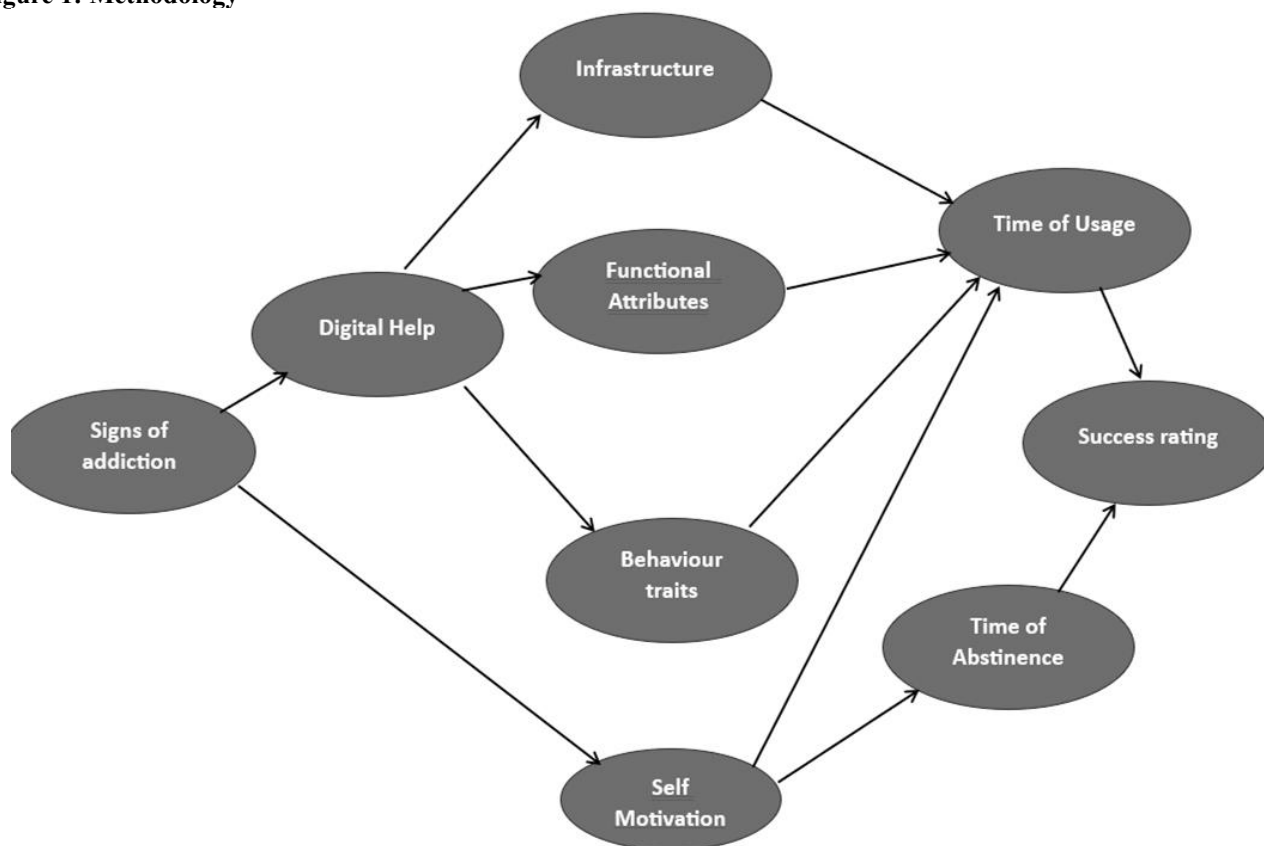 Figure 1: Methodology
Infrastructure
Time of Usage
Functional
Attributes
Digital Help
Signs of
addiction
Success rating
Behaviour
traits
Time of
Abstinence
Self
Motivation